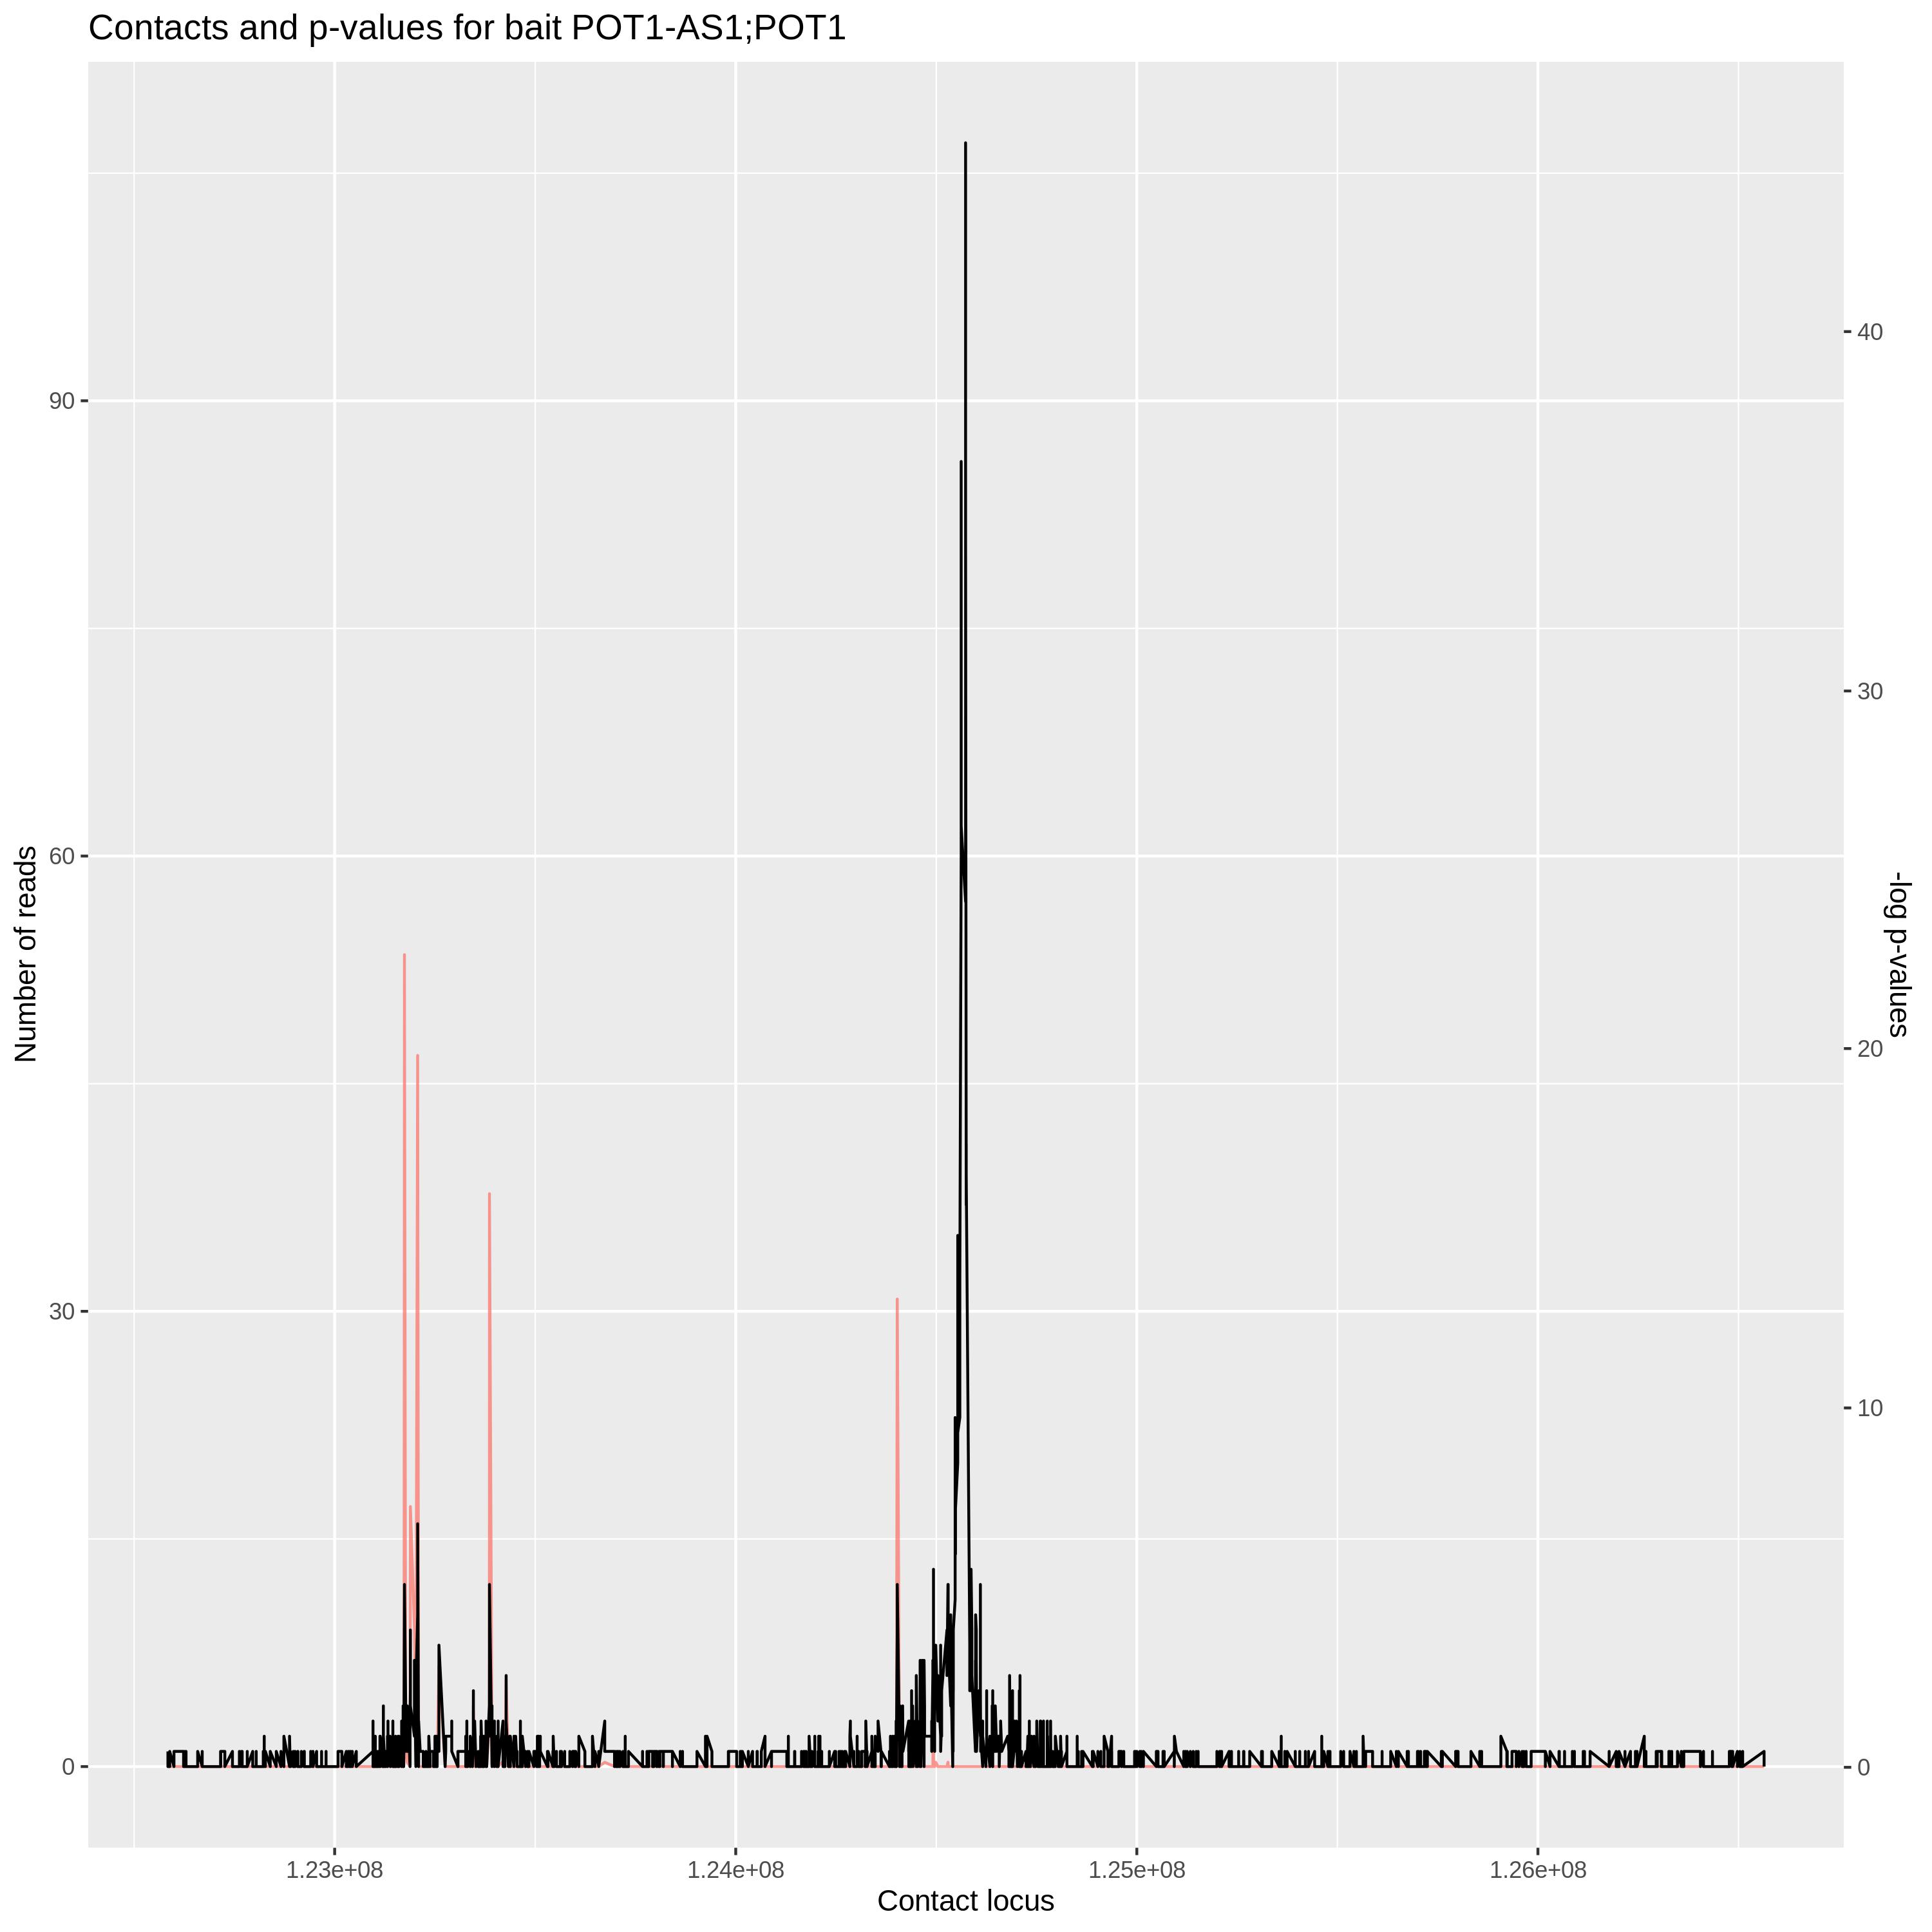 Contacts and p-values for bait POT1-AS1;POT1
Number of reads
90
60
30
0
40
30
20
10
0
-log p-values
1.23e+08 1.24e+08 1.25e+08 1.26e+08
Contact locus